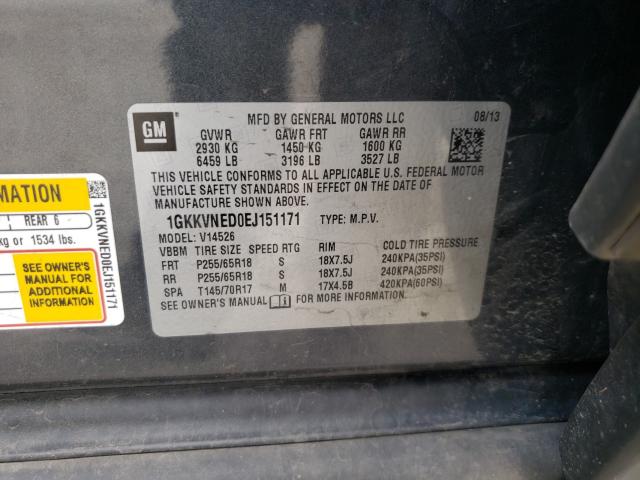 GM
MFD BY GENERAL MOTORS LLC 08/13
GVWR GAWR FRT GAWR RR
2930 KG 1450 KG 1600 KG
6459 LB 3196 LB 3527 LB
THIS VEHICLE CONFORMS TO ALL APPLICABLE U.S. FEDERAL MOTOR
VEHICLE SAFETY STANDARDS IN EFFECT ON THE DATE OF
MANUFACTURE SHOWN ABOVE.
1GKKVNED0EJ151171 TYPE: M.P.V.
MODEL: V14526
VBBM TIRE SIZE SPEED RTG RIM COLD TIRE PRESSURE
FRT P255/65R18 S 18X7.5J 240KPA(35PSI)
RR P255/65R18 S 18X7.5J 240KPA(35PSI)
SPA T145/70R17 M 17X4.5B 420KPA(60PSI)
SEE OWNER'S MANUAL FOR MORE INFORMATION.
REAR 6
kg or 1534 lbs.
SEE OWNER'S
MANUAL FOR
ADDITIONAL
INFORMATION
1GKKVNED0EJ151171